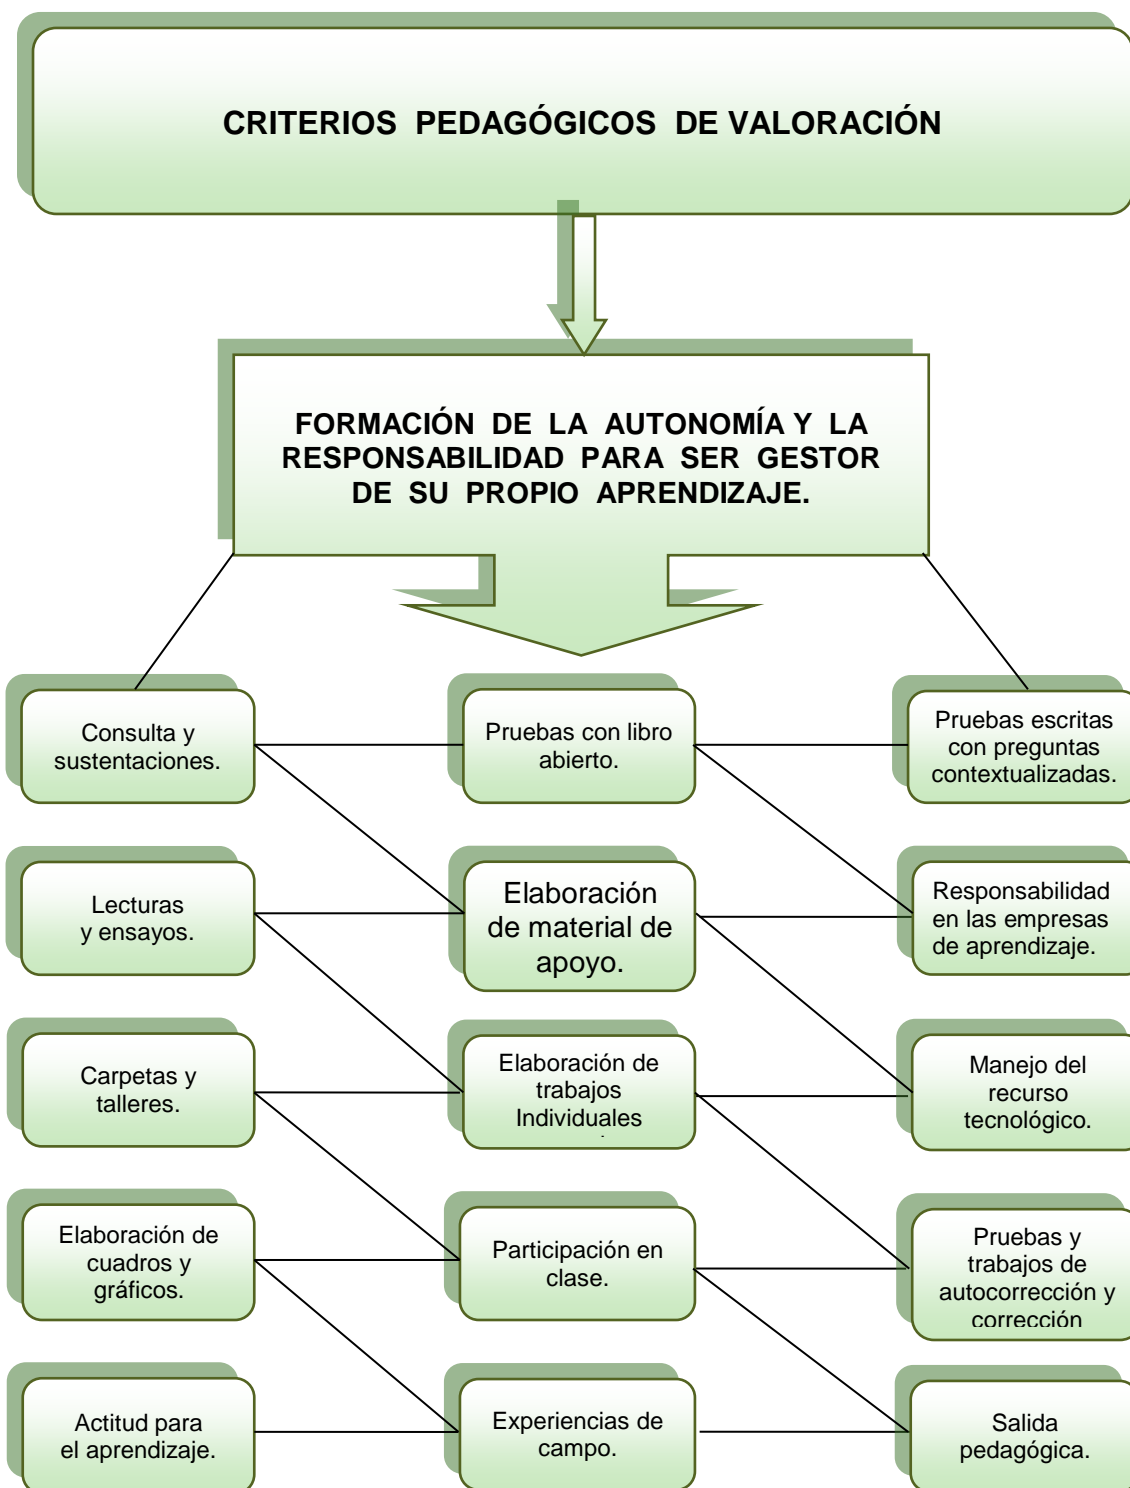 CRITERIOS PEDAGÓGICOS DE VALORACIÓN
FORMACIÓN DE LA AUTONOMÍA Y LA
RESPONSABILIDAD PARA SER GESTOR
DE SU PROPIO APRENDIZAJE.
Consulta y
sustentaciones.
Pruebas con libro
abierto.
Pruebas escritas
con preguntas
contextualizadas.
Lecturas
y ensayos.
Elaboración
de material de
apoyo.
Responsabilidad
en las empresas
de aprendizaje.
Carpetas y
talleres.
Elaboración de
trabajos
Individuales
Manejo del
recurso
tecnológico.
Elaboración de
cuadros y
gráficos.
Participación en
clase.
Pruebas y
trabajos de
autocorrección y
corrección
Actitud para
el aprendizaje.
Experiencias de
campo.
Salida
pedagógica.